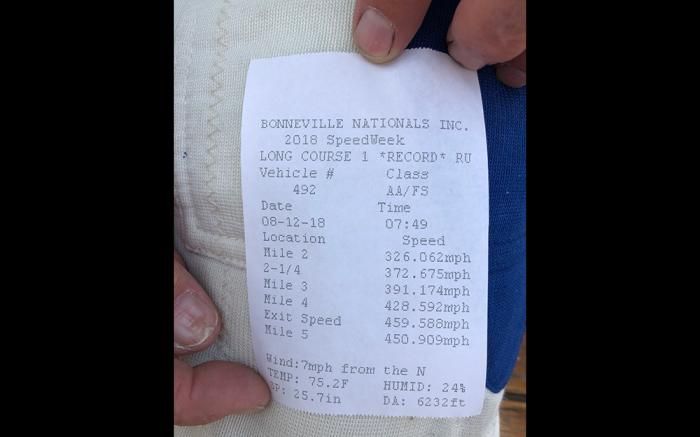 BONNEVILLE NATIONALS INC.
2018 SpeedWeek
LONG COURSE 1 *RECORD* RU
Vehicle # Class
492 AA/FS
Date Time
08-12-18 07:49
Location Speed
Mile 2 326.062mph
2-1/4 372.675mph
Mile 3 391.174mph
Mile 4 428.592mph
Exit Speed 459.588mph
Mile 5 450.909mph
Wind:7mph from the N
TEMP: 75.2F HUMID: 24%
BP: 25.7in DA: 6232ft